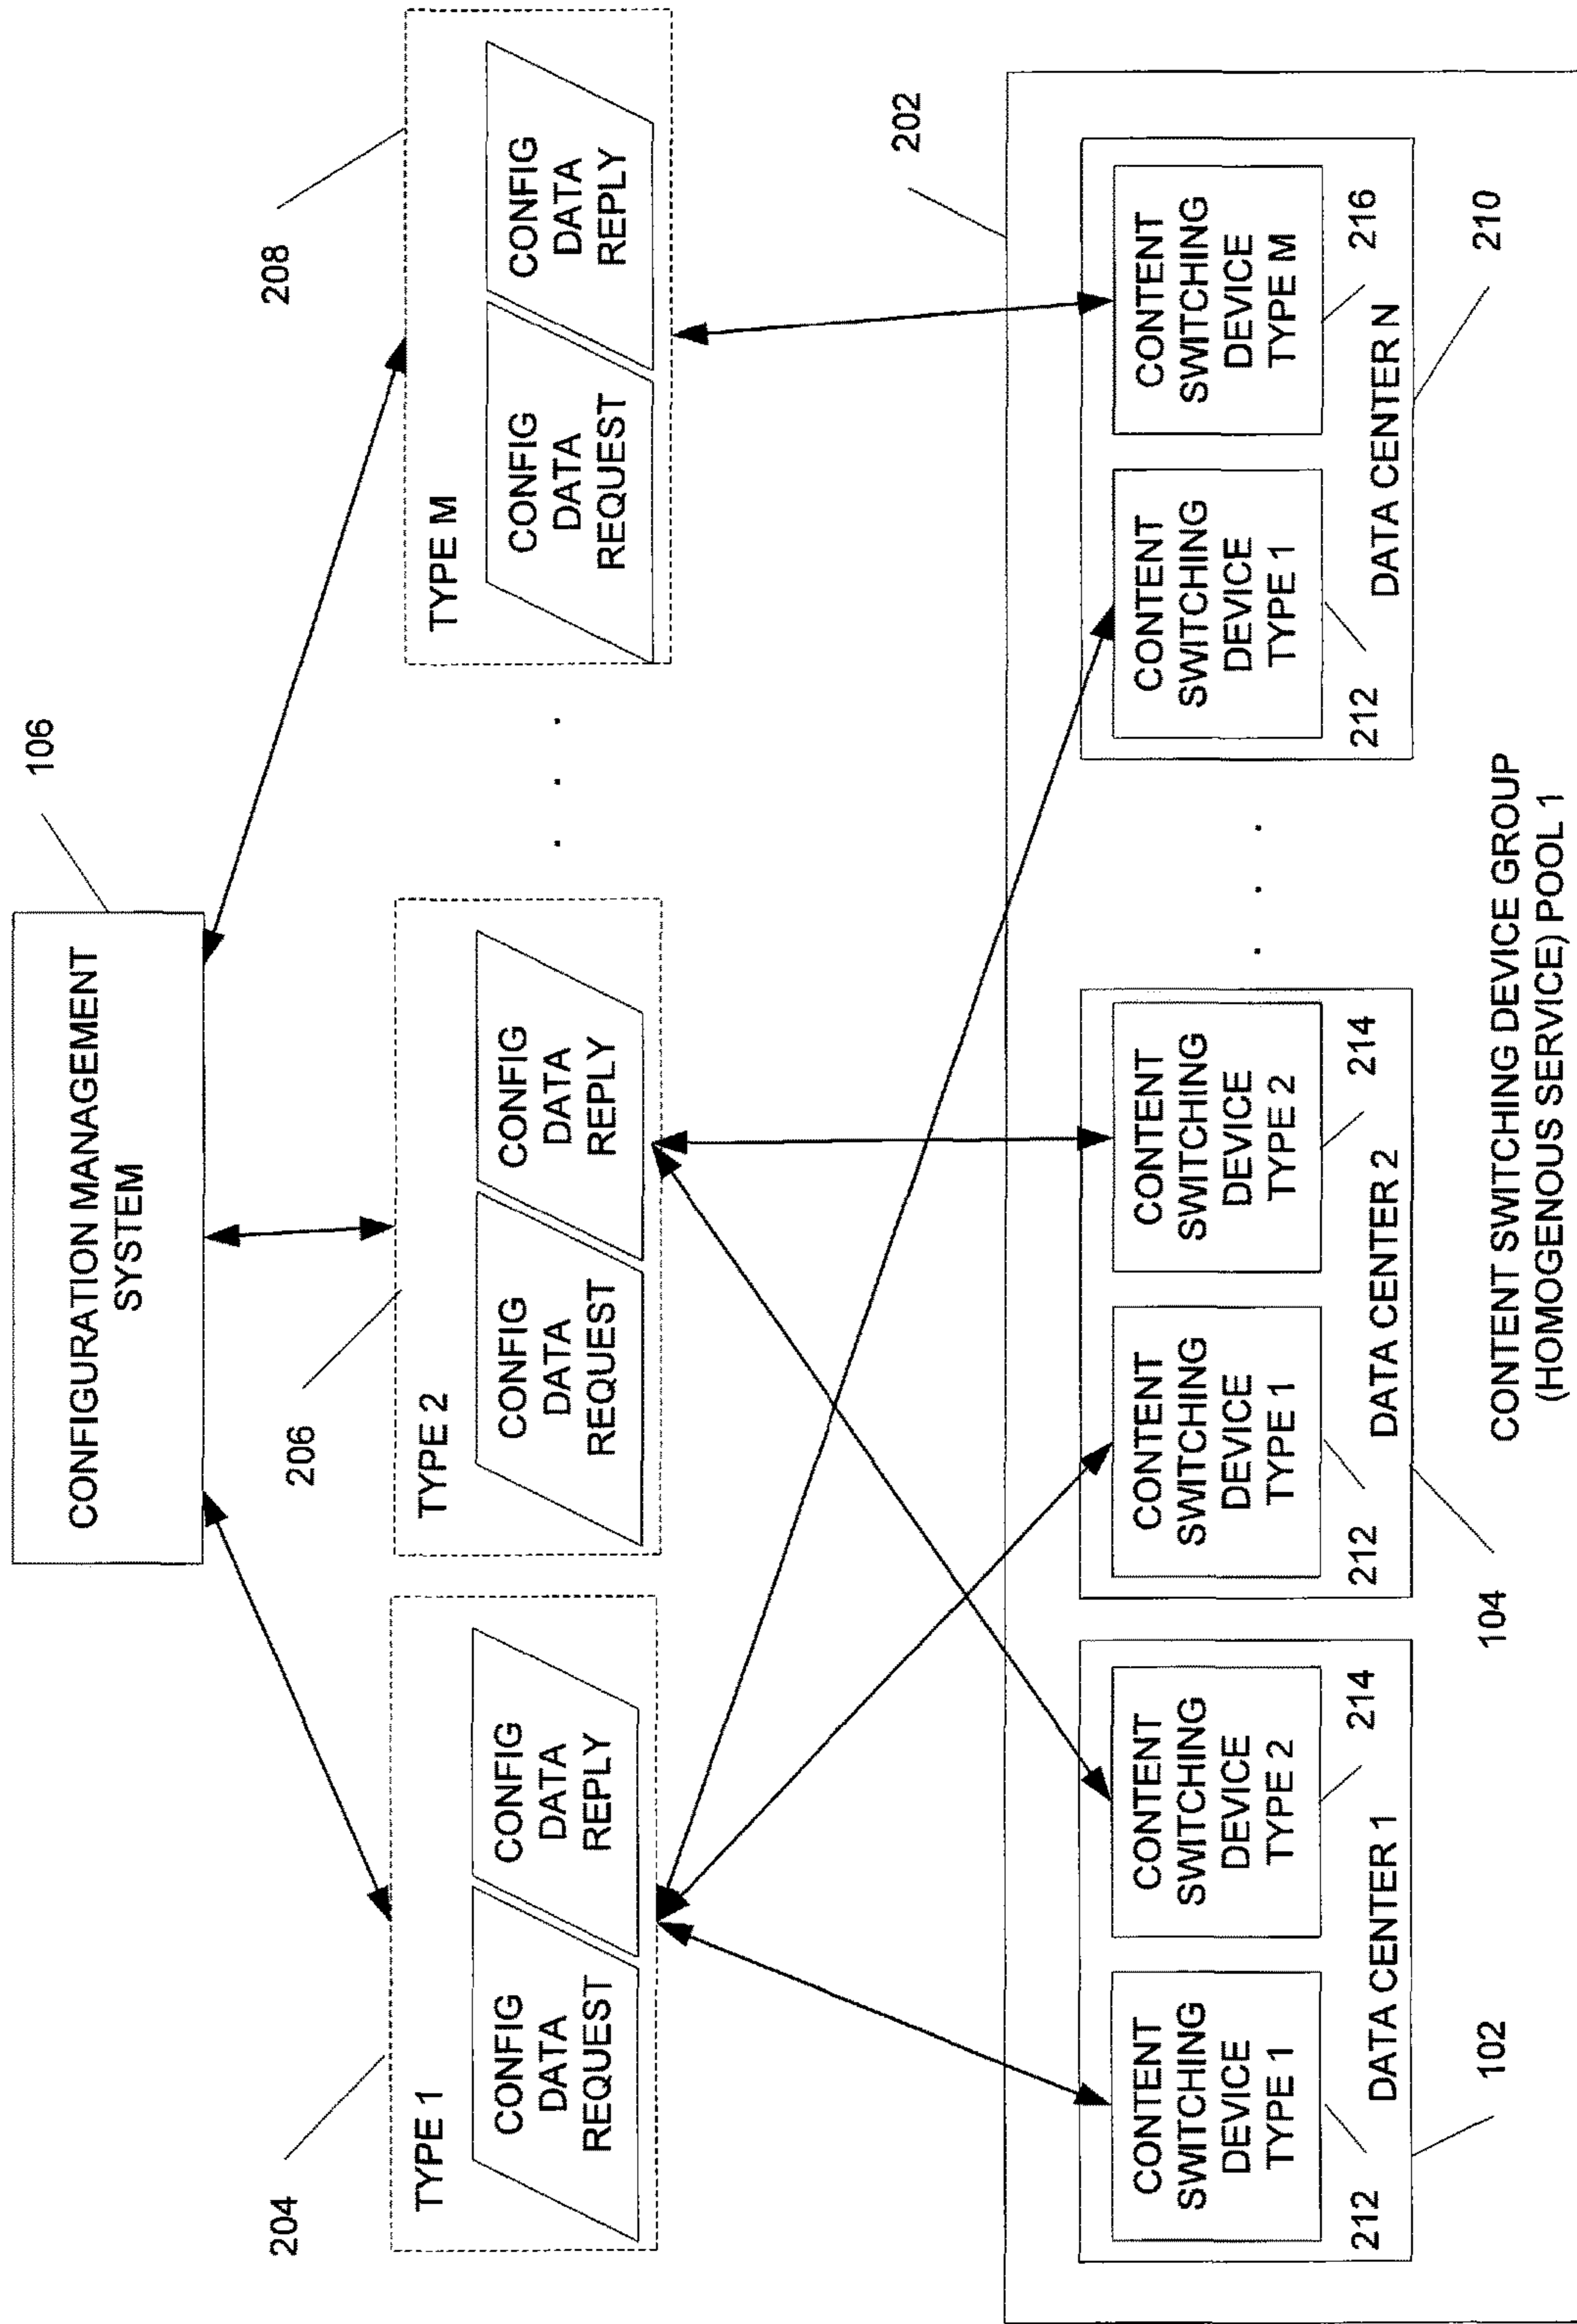 106
CONFIGURATION MANAGEMENT
SYSTEM
204
TYPE 1
CONFIG
DATA
REQUEST
CONFIG
DATA
REPLY
206
TYPE 2
CONFIG
DATA
REQUEST
CONFIG
DATA
REPLY
. . .
208
TYPE M
CONFIG
DATA
REQUEST
CONFIG
DATA
REPLY
202
CONTENT
SWITCHING
DEVICE
TYPE 1
212
CONTENT
SWITCHING
DEVICE
TYPE 2
214
DATA CENTER 1
102
CONTENT
SWITCHING
DEVICE
TYPE 1
212
CONTENT
SWITCHING
DEVICE
TYPE 2
214
DATA CENTER 2
104
. . .
CONTENT
SWITCHING
DEVICE
TYPE 1
212
CONTENT
SWITCHING
DEVICE
TYPE M
216
DATA CENTER N
210
CONTENT SWITCHING DEVICE GROUP
(HOMOGENOUS SERVICE) POOL 1